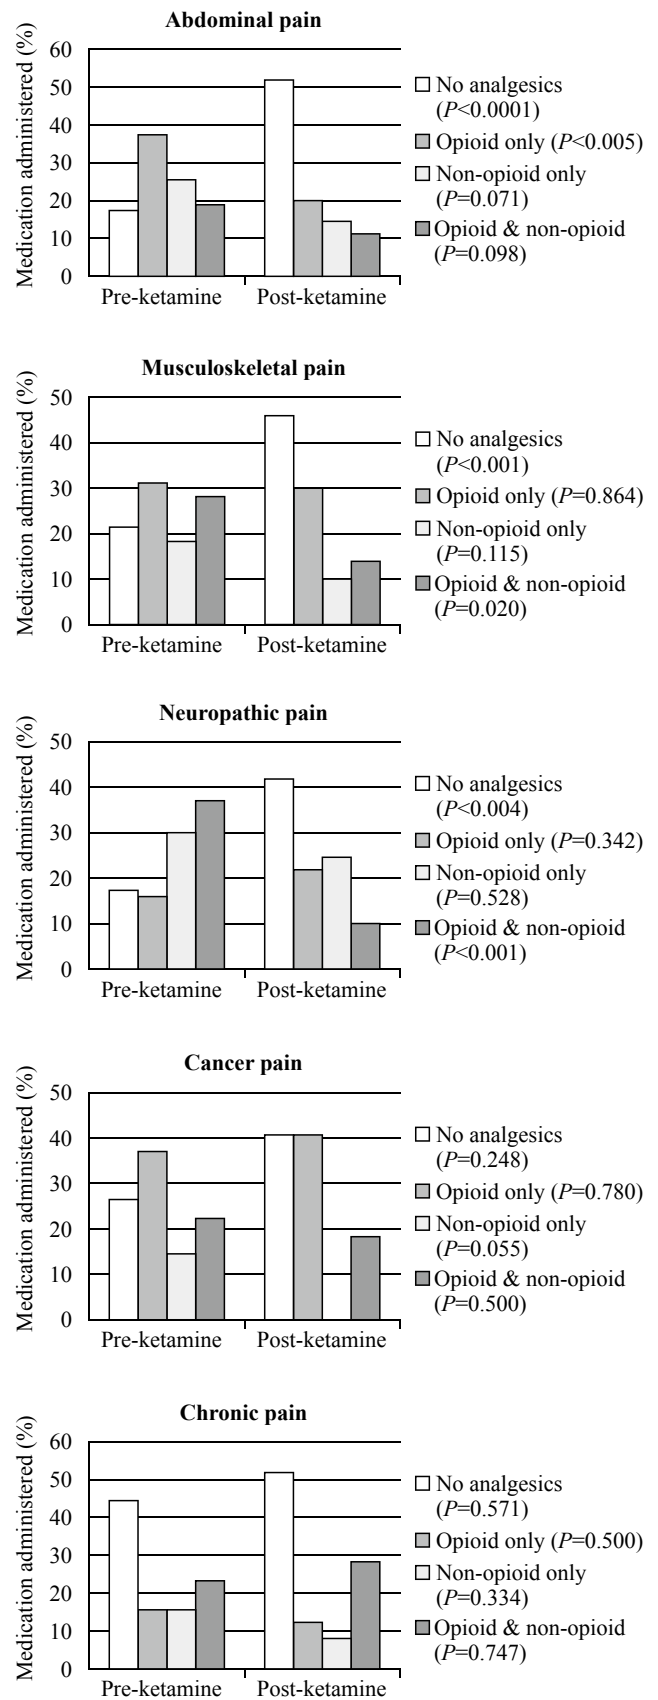 Abdominal pain
Medication administered (%)
60
50
40
30
20
10
0
Pre-ketamine
Post-ketamine
No analgesics
(P<0.0001)
Opioid only (P<0.005)
Non-opioid only
(P=0.071)
Opioid & non-opioid
(P=0.098)
Musculoskeletal pain
Medication administered (%)
50
40
30
20
10
0
Pre-ketamine
Post-ketamine
No analgesics
(P<0.001)
Opioid only (P=0.864)
Non-opioid only
(P=0.115)
Opioid & non-opioid
(P=0.020)
Neuropathic pain
Medication administered (%)
50
40
30
20
10
0
Pre-ketamine
Post-ketamine
No analgesics
(P<0.004)
Opioid only (P=0.342)
Non-opioid only
(P=0.528)
Opioid & non-opioid
(P<0.001)
Cancer pain
Medication administered (%)
50
40
30
20
10
0
Pre-ketamine
Post-ketamine
No analgesics
(P=0.248)
Opioid only (P=0.780)
Non-opioid only
(P=0.055)
Opioid & non-opioid
(P=0.500)
Chronic pain
Medication administered (%)
60
50
40
30
20
10
0
Pre-ketamine
Post-ketamine
No analgesics
(P=0.571)
Opioid only (P=0.500)
Non-opioid only
(P=0.334)
Opioid & non-opioid
(P=0.747)